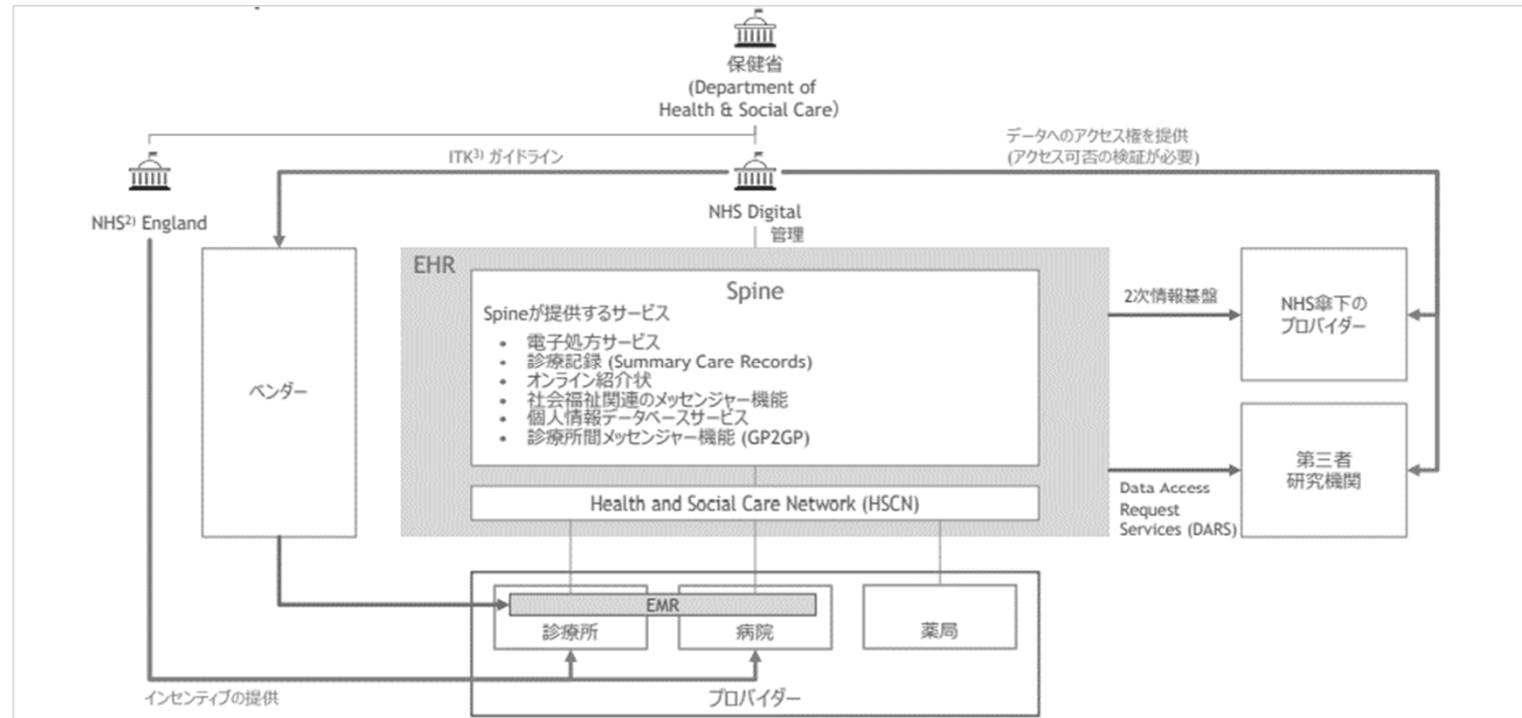 保健省
(Department of
Health & Social Care)
データへのアクセス権を提供
(アクセス可否の検証が必要)
ITK3) ガイドライン
NHS2) England
NHS Digital
管理
EHR
Spine
Spineが提供するサービス
• 電子処方サービス
• 診療記録 (Summary Care Records)
• オンライン紹介状
• 社会福祉関連のメッセンジャー機能
• 個人情報データベースサービス
• 診療所間メッセンジャー機能 (GP2GP)
2次情報基盤
NHS傘下の
プロバイダー
ベンダー
第三者
研究機関
Data Access
Request
Services (DARS)
Health and Social Care Network (HSCN)
EMR
診療所
病院
薬局
インセンティブの提供
プロバイダー